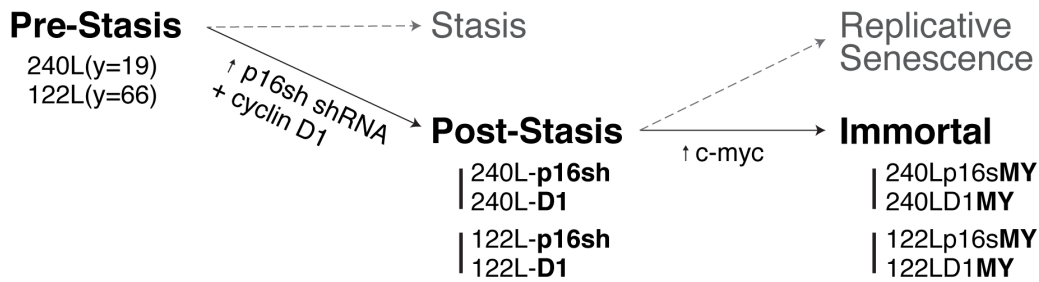 Pre-Stasis
240L(y=19)
122L(y=66)
↑ p16sh shRNA
+ cyclin D1
Stasis
Post-Stasis
240L-p16sh
240L-D1
122L-p16sh
122L-D1
↑ c-myc
Replicative
Senescence
Immortal
240Lp16sMY
240LD1MY
122Lp16sMY
122LD1MY